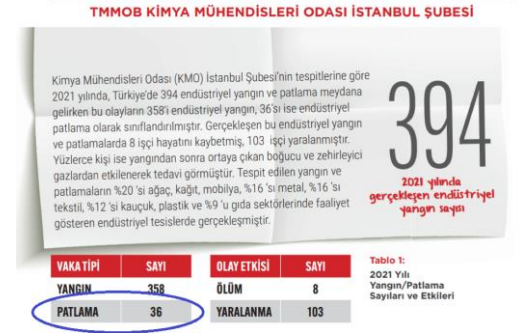 TMMOB KİMYA MÜHENDİSLERİ ODASI İSTANBUL ŞUBESİ
Kimya Mühendisleri Odası (KMO) İstanbul Şubesi'nin tespitlerine göre
2021 yılında, Türkiye'de 394 endüstriyel yangın ve patlama meydana
gelirken bu olayların 358'i endüstriyel yangın, 36'sı ise endüstriyel
patlama olarak sınıflandırılmıştır. Gerçekleşen bu endüstriyel yangın
ve patlamalarda 8 işçi hayatını kaybetmiş, 103 işçi yaralanmıştır.
Yüzlerce kişi ise yangından sonra ortaya çıkan boğucu ve zehirleyici
gazlardan etkilenerek tedavi görmüştür. Tespit edilen yangın ve
patlamaların %20 'si ağaç, kağıt, mobilya, %16 'sı metal, %16 'sı
tekstil, %12 'si kauçuk, plastik ve %9 'u gıda sektörlerinde faaliyet
gösteren endüstriyel tesislerde gerçekleşmiştir.
394
2021 yılında
gerçekleşen endüstriyel
yangın sayısı
VAKA TİPİ SAYI
YANGIN 358
PATLAMA 36
OLAY ETKİSİ SAYI
ÖLÜM 8
YARALANMA 103
Tablo 1:
2021 Yılı
Yangın/Patlama
Sayıları ve Etkileri